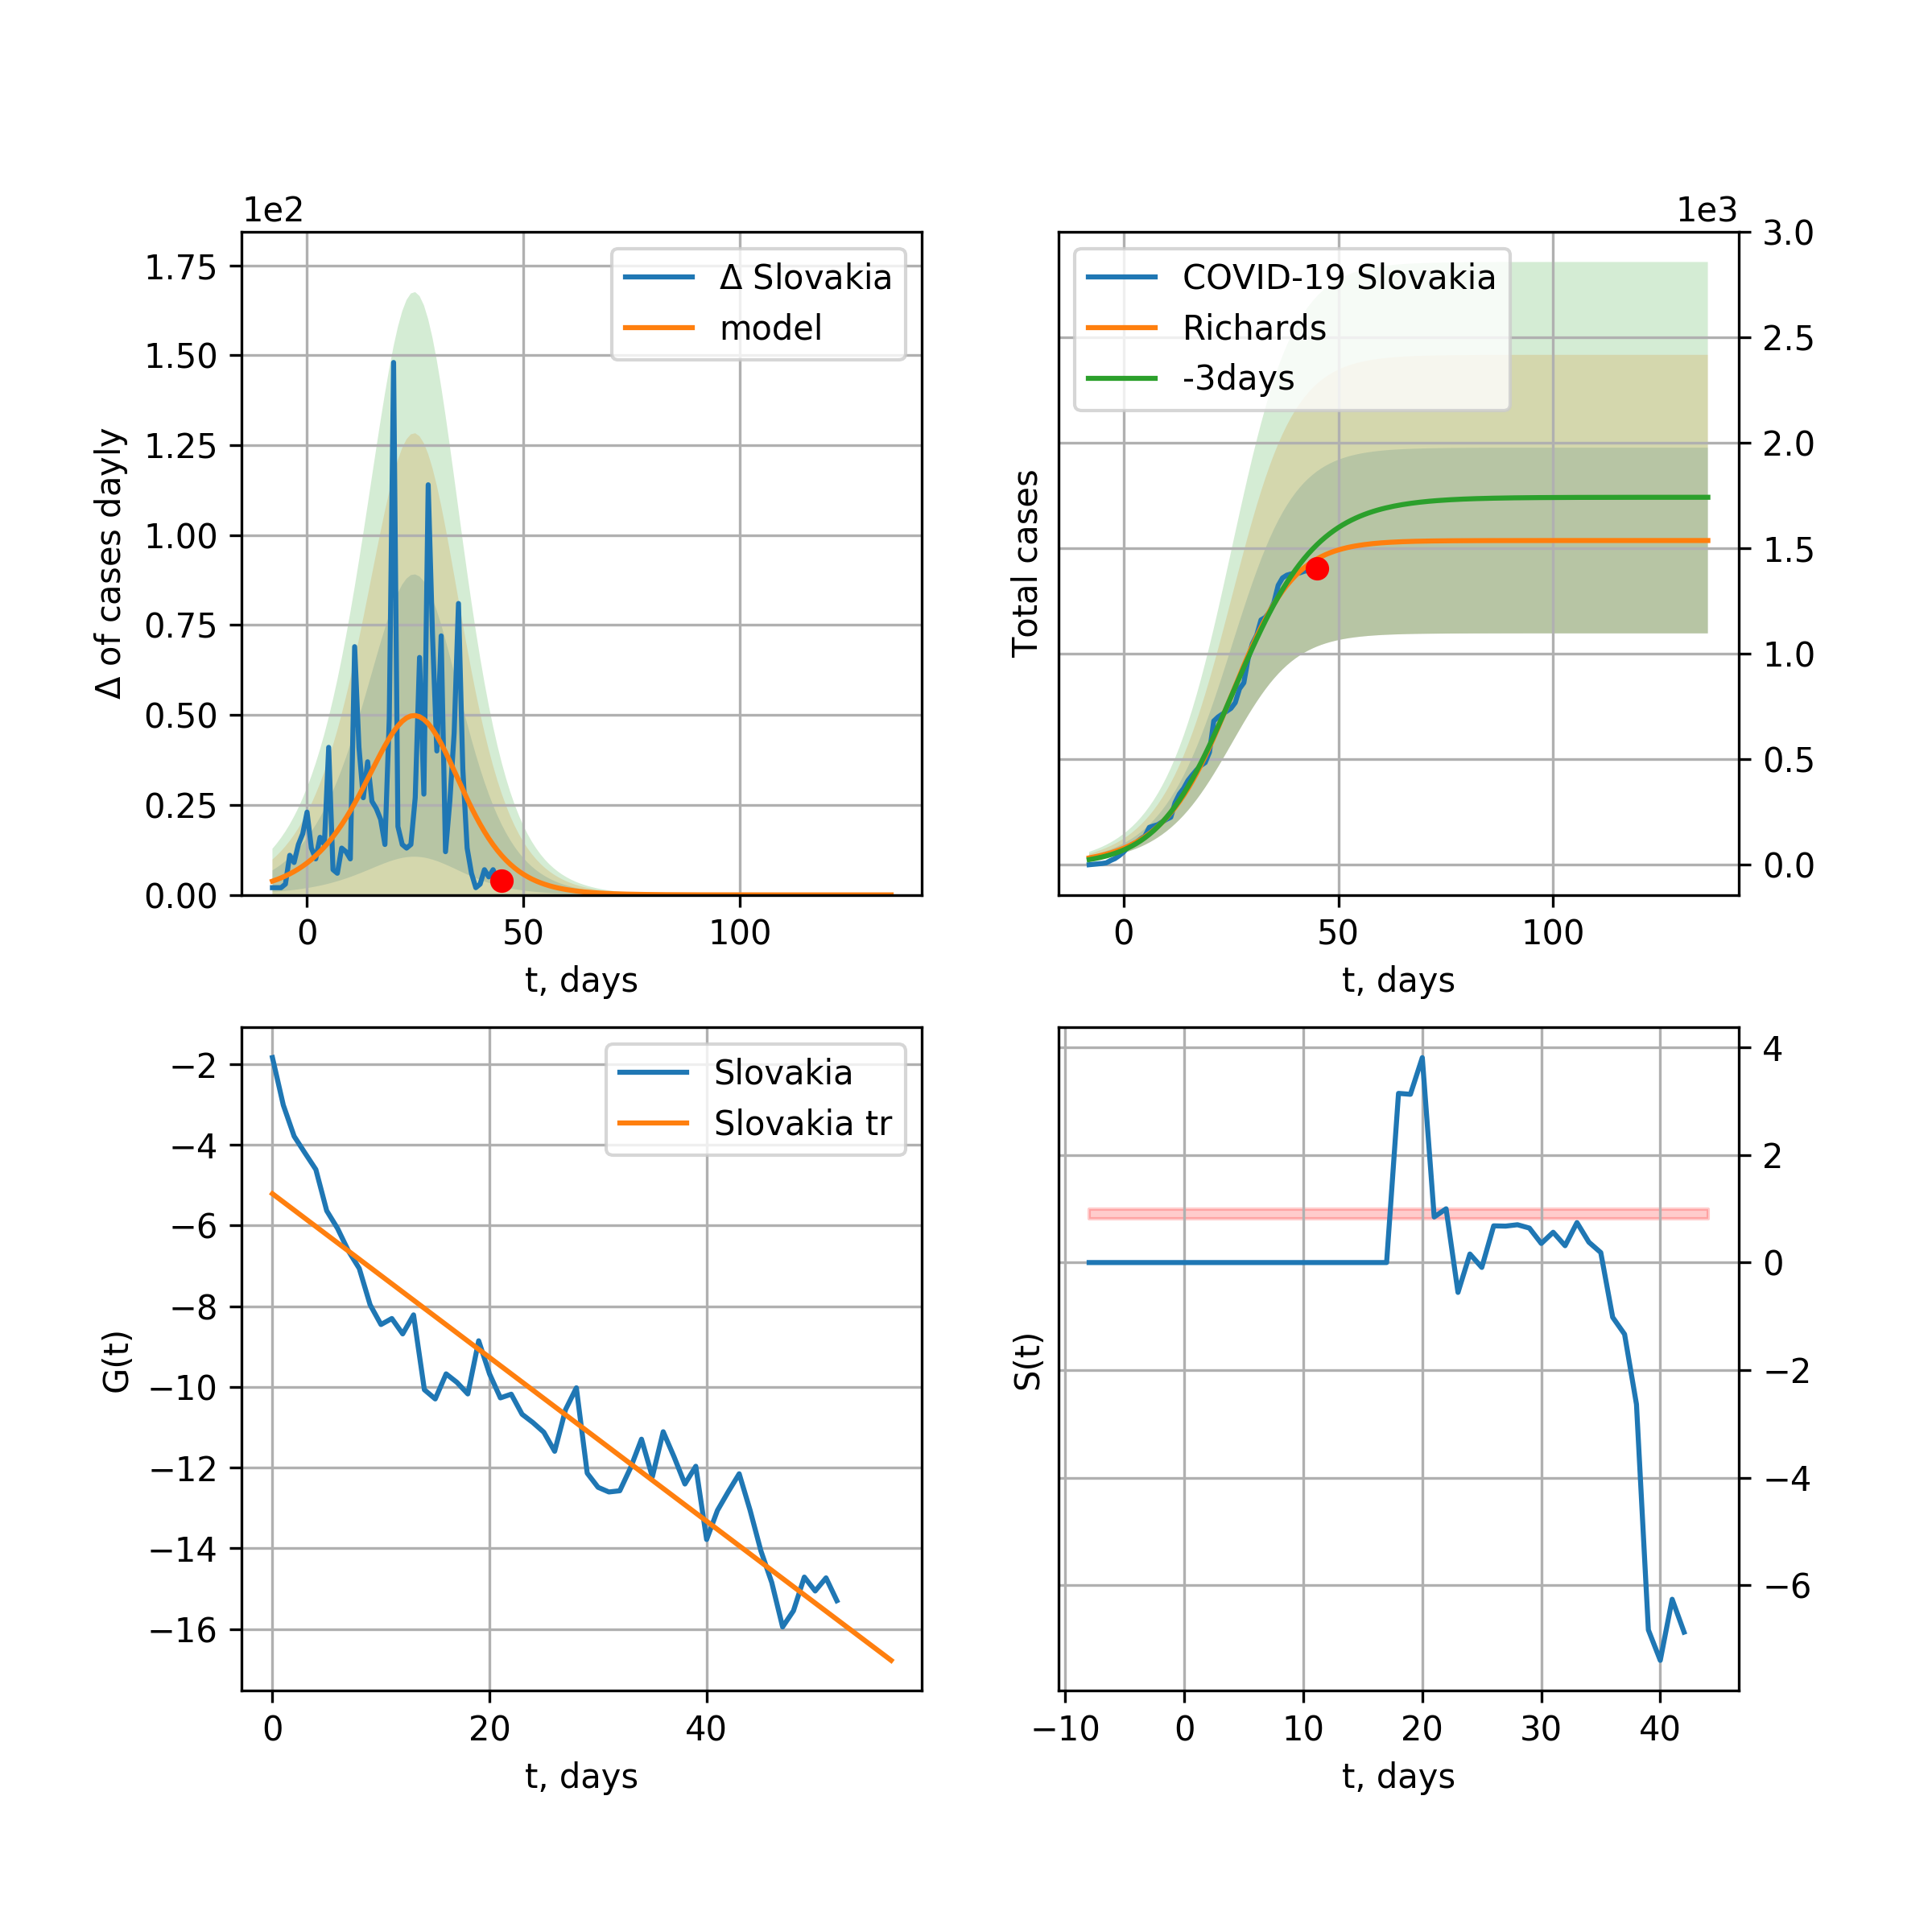 1e2
1.75
1.50
1.25
1.00
0.75
0.50
0.25
0.00
Δ of cases dayly
Δ Slovakia
model
0 50 100
t, days
1e3
3.0
2.5
2.0
1.5
1.0
0.5
0.0
Total cases
COVID-19 Slovakia
Richards
-3days
0 50 100
t, days
−2
−4
−6
−8
−10
−12
−14
−16
G(t)
Slovakia
Slovakia tr
0 20 40
t, days
4
2
0
−2
−4
−6
S(t)
−10 0 10 20 30 40
t, days